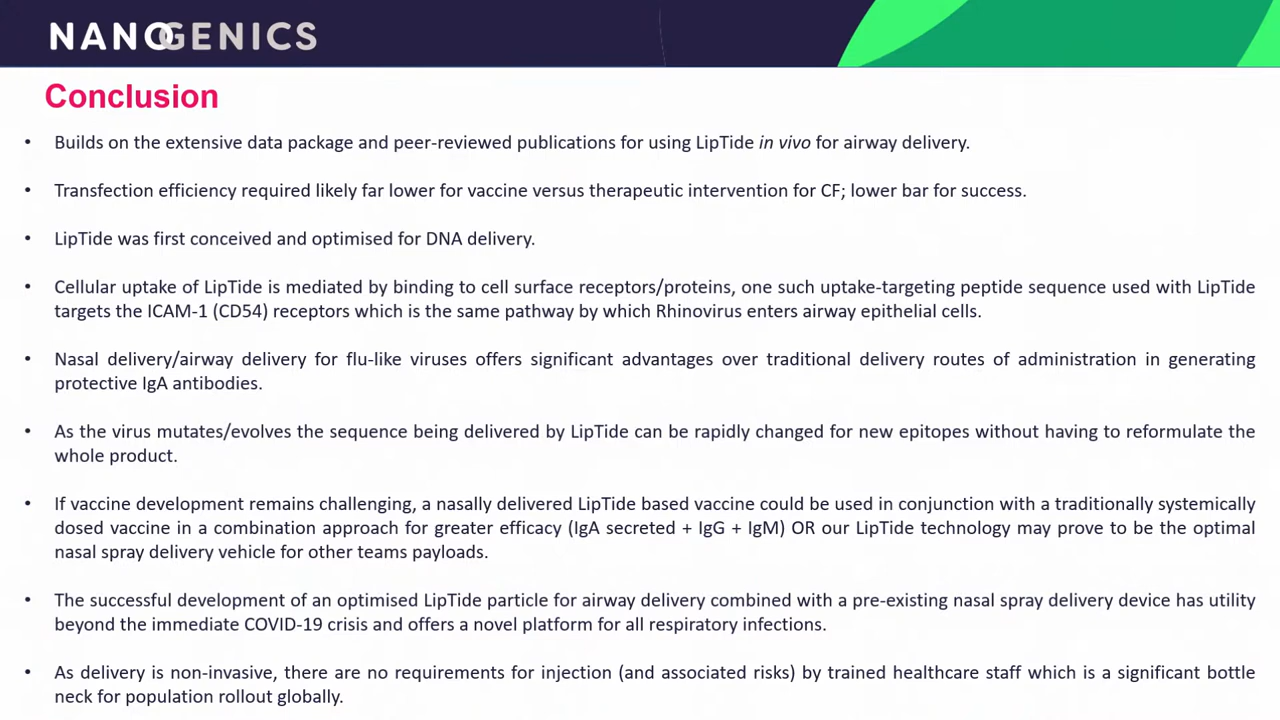 NANOGENICS
Conclusion
• Builds on the extensive data package and peer-reviewed publications for using LipTide in vivo for airway delivery.
• Transfection efficiency required likely far lower for vaccine versus therapeutic intervention for CF; lower bar for success.
• LipTide was first conceived and optimised for DNA delivery.
• Cellular uptake of LipTide is mediated by binding to cell surface receptors/proteins, one such uptake-targeting peptide sequence used with LipTide
targets the ICAM-1 (CD54) receptors which is the same pathway by which Rhinovirus enters airway epithelial cells.
• Nasal delivery/airway delivery for flu-like viruses offers significant advantages over traditional delivery routes of administration in generating
protective IgA antibodies.
• As the virus mutates/evolves the sequence being delivered by LipTide can be rapidly changed for new epitopes without having to reformulate the
whole product.
• If vaccine development remains challenging, a nasally delivered LipTide based vaccine could be used in conjunction with a traditionally systemically
dosed vaccine in a combination approach for greater efficacy (IgA secreted + IgG + IgM) OR our LipTide technology may prove to be the optimal
nasal spray delivery vehicle for other teams payloads.
• The successful development of an optimised LipTide particle for airway delivery combined with a pre-existing nasal spray delivery device has utility
beyond the immediate COVID-19 crisis and offers a novel platform for all respiratory infections.
• As delivery is non-invasive, there are no requirements for injection (and associated risks) by trained healthcare staff which is a significant bottle
neck for population rollout globally.